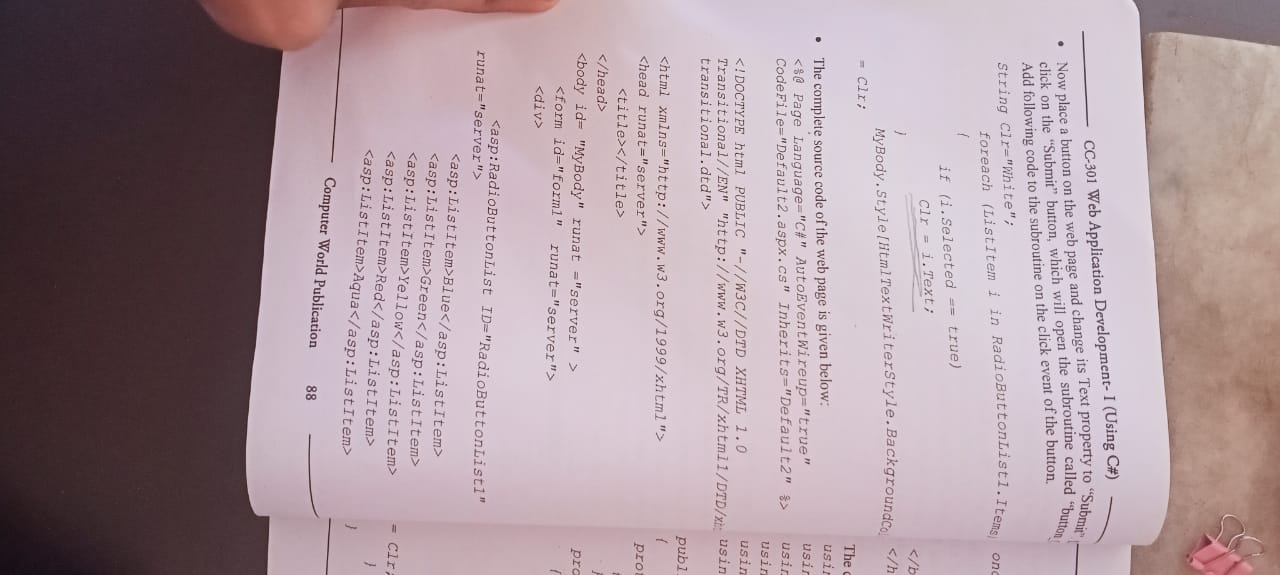 CC-301 Web Application Development- I (Using C#)
• Now place a button on the web page and change its Text property to "Submit"
click on the "Submit" button, which will open the subroutine called "button
Add following code to the subroutine on the click event of the button.
String Clr="White";
foreach (ListItem i in RadioButtonList1.Items
{
if (i.Selected == true)
Clr = i.Text;
}
MyBody.Style[HtmlTextWriterStyle.BackgroundCo
= Clr;
• The complete source code of the web page is given below:
<%@ Page Language="C#" AutoEventWireup="true"
CodeFile="Default2.aspx.cs" Inherits="Default2" %>
<!DOCTYPE html PUBLIC "-//W3C//DTD XHTML 1.0
Transitional//EN" "http://www.w3.org/TR/xhtml1/DTD/xh
transitional.dtd">
<html xmlns="http://www.w3.org/1999/xhtml">
<head runat="server">
<title></title>
</head>
<body id= "MyBody" runat ="server" >
<form id="form1" runat="server">
<div>
<asp:RadioButtonList ID="RadioButtonList1"
runat="server">
<asp:ListItem>Blue</asp:ListItem>
<asp:ListItem>Green</asp:ListItem>
<asp:ListItem>Yellow</asp:ListItem>
<asp:ListItem>Red</asp:ListItem>
<asp:ListItem>Aqua</asp:ListItem>
Computer World Publication 88
</b
</h
The
usin
usin
usin
usin
usin
publ
{
pro
}
pro
{
= Clr;
}
}